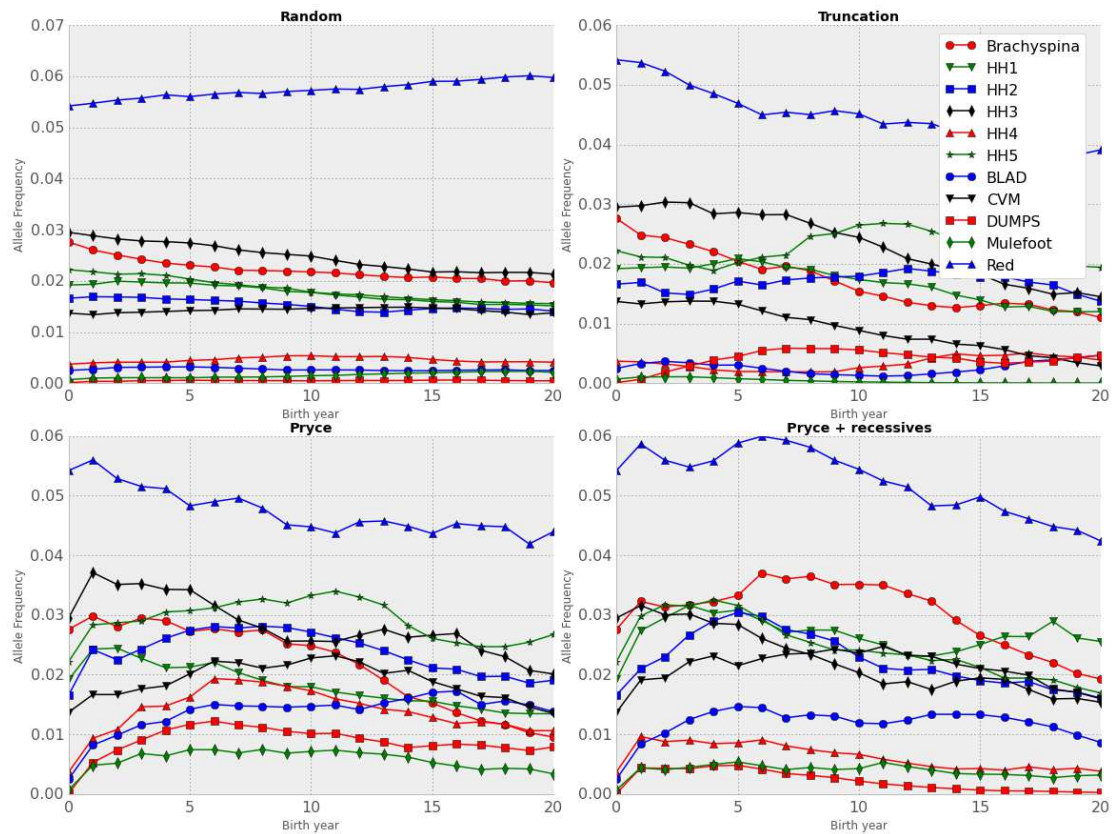 Random
Allele Frequency
0.07
0.06
0.05
0.04
0.03
0.02
0.01
0.00
0 5 10 15 20
Birth year
Truncation
Allele Frequency
0.06
0.05
0.04
0.03
0.02
0.01
0.00
0 5 10 15 20
Birth year
Brachyspina
HH1
HH2
HH3
HH4
HH5
BLAD
CVM
DUMPS
Mulefoot
Red
Pryce
Allele Frequency
0.06
0.05
0.04
0.03
0.02
0.01
0.00
0 5 10 15 20
Birth year
Pryce + recessives
Allele Frequency
0.06
0.05
0.04
0.03
0.02
0.01
0.00
0 5 10 15 20
Birth year